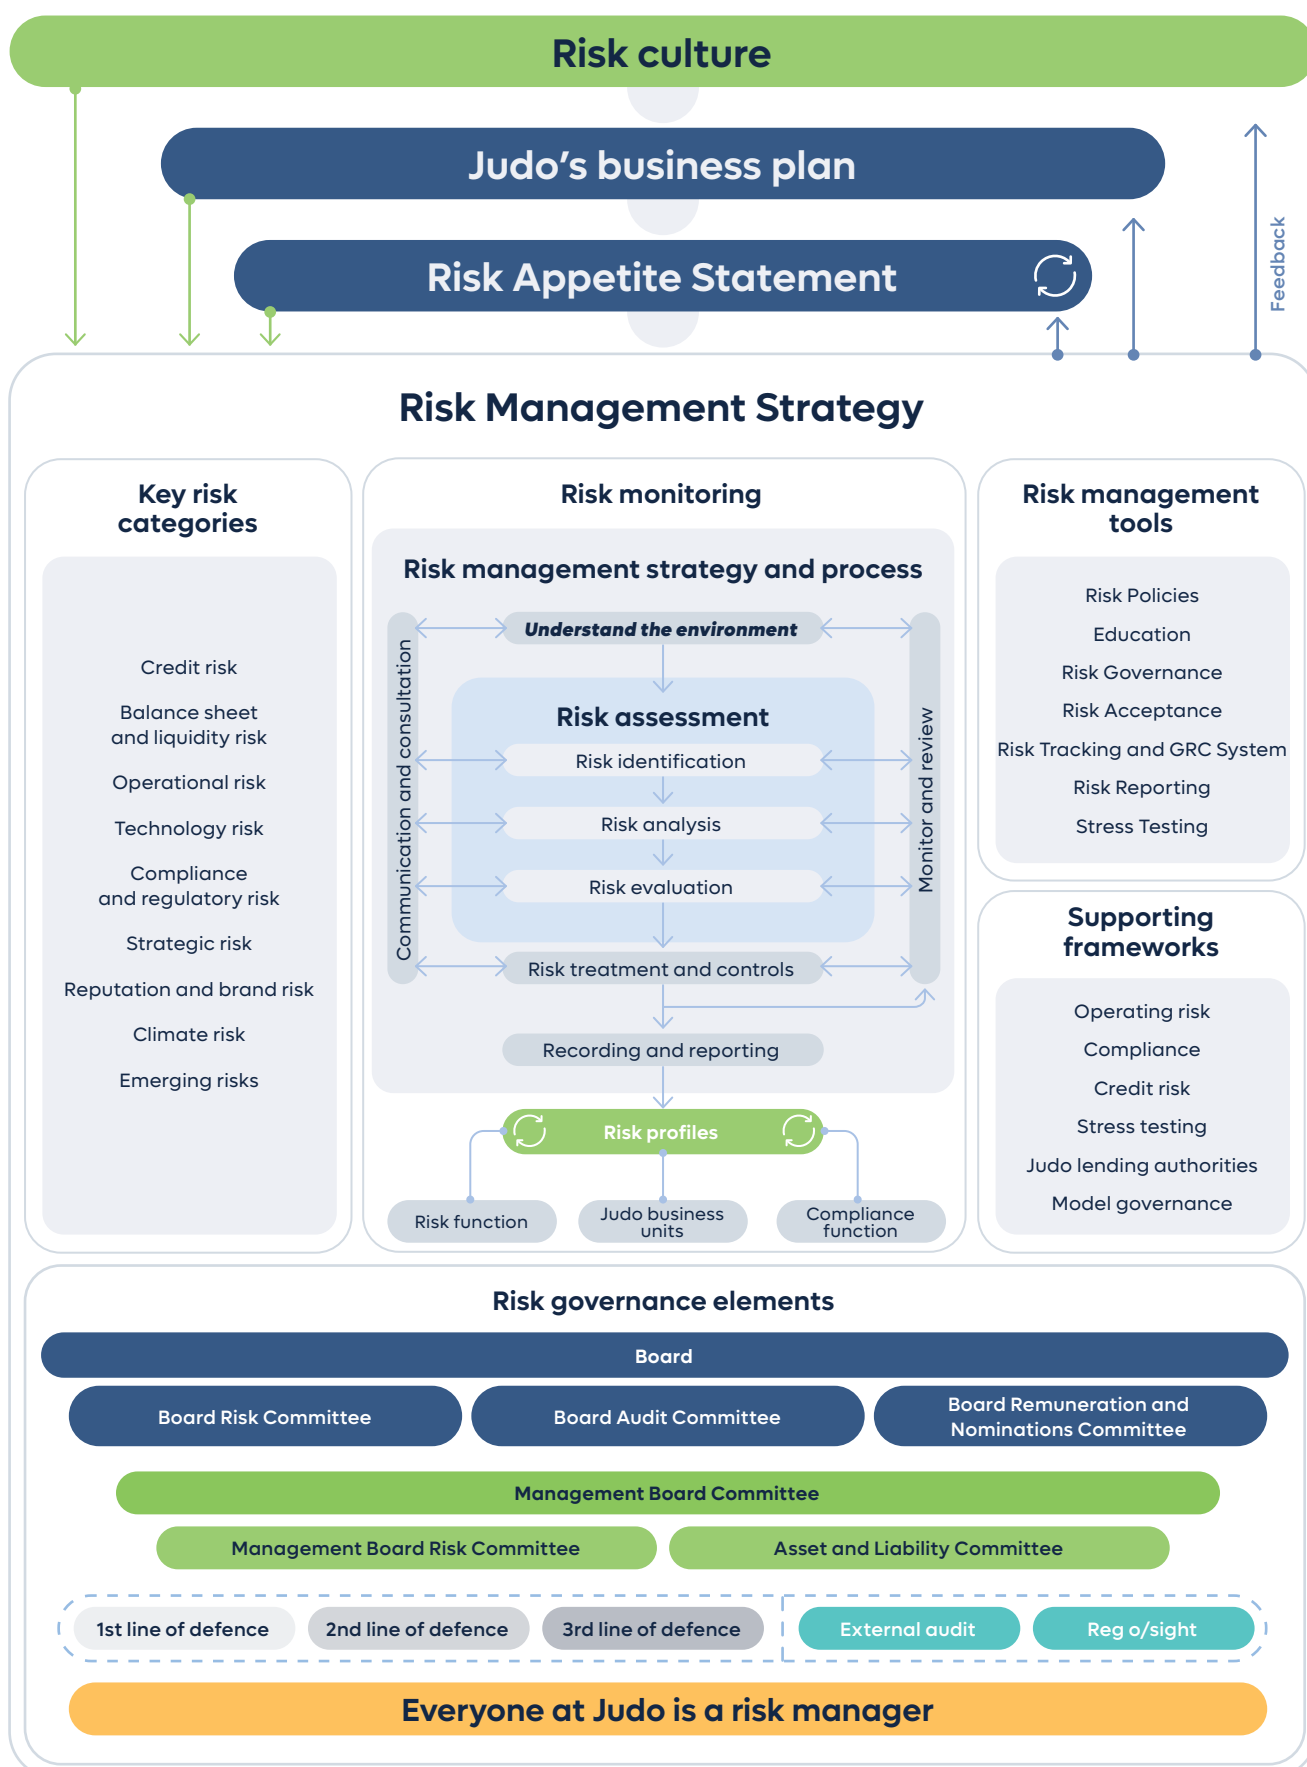 Risk culture
Judo's business plan
Risk Appetite Statement
Feedback
Risk Management Strategy
Key risk
categories
Credit risk
Balance sheet
and liquidity risk
Operational risk
Technology risk
Compliance
and regulatory risk
Strategic risk
Reputation and brand risk
Climate risk
Emerging risks
Risk monitoring
Risk management strategy and process
Communication and consultation
Understand the environment
Risk assessment
Risk identification
Risk analysis
Risk evaluation
Risk treatment and controls
Monitor and review
Recording and reporting
Risk profiles
Risk function
Judo business
units
Compliance
function
Risk management
tools
Risk Policies
Education
Risk Governance
Risk Acceptance
Risk Tracking and GRC System
Risk Reporting
Stress Testing
Supporting
frameworks
Operating risk
Compliance
Credit risk
Stress testing
Judo lending authorities
Model governance
Risk governance elements
Board
Board Risk Committee
Board Audit Committee
Board Remuneration and
Nominations Committee
Management Board Committee
Management Board Risk Committee
Asset and Liability Committee
1st line of defence
2nd line of defence
3rd line of defence
External audit
Reg o/sight
Everyone at Judo is a risk manager